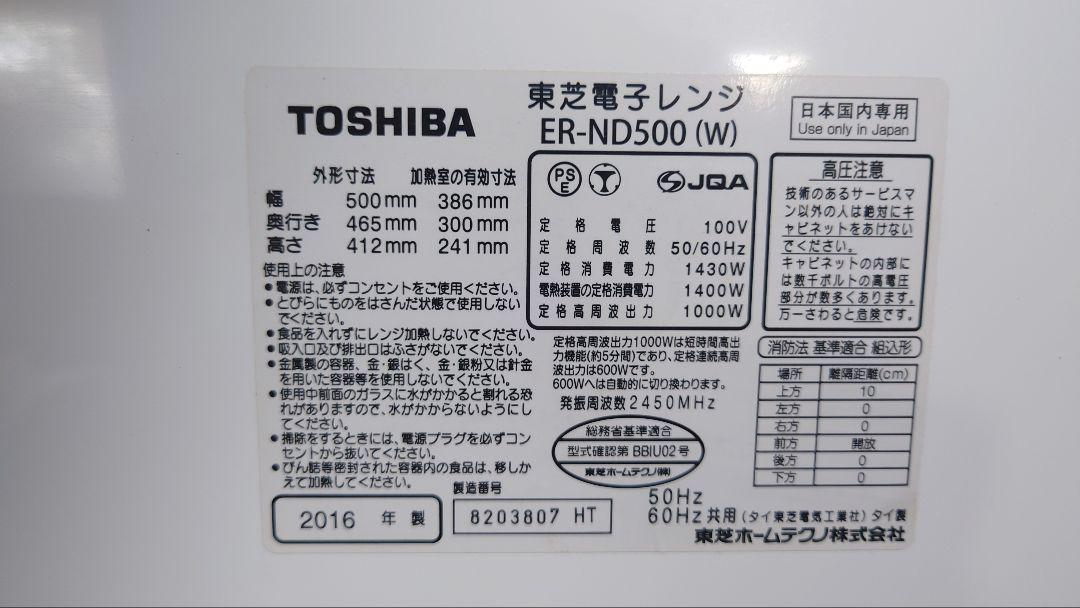 TOSHIBA
東芝電子レンジ
ER-ND500 (W)
日本国内専用
Use only in Japan
外形寸法 加熱室の有効寸法
幅 500mm 386mm
奥行き 465mm 300mm
高さ 412mm 241mm
使用上の注意
●電源は、必ずコンセントをご使用ください。
●とびらにものをはさんだ状態で使用しない
でください。
●食品を入れずにレンジ加熱しないでください。
●吸入口及び排出口はふさがないでください。
●金属製の容器、金・銀はく、金・銀粉又は針金
を用いた容器等を使用しないでください。
●使用中前面のガラスに水がかかると割れる恐
れがありますので、水がかからないようにし
てください。
●掃除をするときには、電源プラグを必ずコン
セントから抜いてください。
●びん詰等密封された容器内の食品は、移しか
えて加熱してください。
2016 年 製
製造番号
8203807 HT
PS
E
JQA
定格電圧 100V
定格周波数 50/60Hz
定格消費電力 1430W
電熱装置の定格消費電力 1400W
定格高周波出力 1000W
定格高周波出力1000Wは短時間高出
力機能(約5分間)であり、定格連続高周
波出力は600Wです。
600Wへは自動的に切り換わります。
発振周波数2450MHz
総務省基準適合
型式確認第 BBIU02号
東芝ホームテクノ(株)
高圧注意
技術のあるサービスマ
ン以外の人は絶対にキ
ャビネットをあけない
でください。
キャビネットの内部に
は数千ボルトの高電圧
部分が数多くあります。
万一さわると危険です。
消防法 基準適合 組込形
場所 離隔距離(cm)
上方 10
左方 0
右方 0
前方 開放
後方 0
下方 0
50Hz
60Hz共用 (タイ東芝電気工業社) タイ製
東芝ホームテクノ株式会社